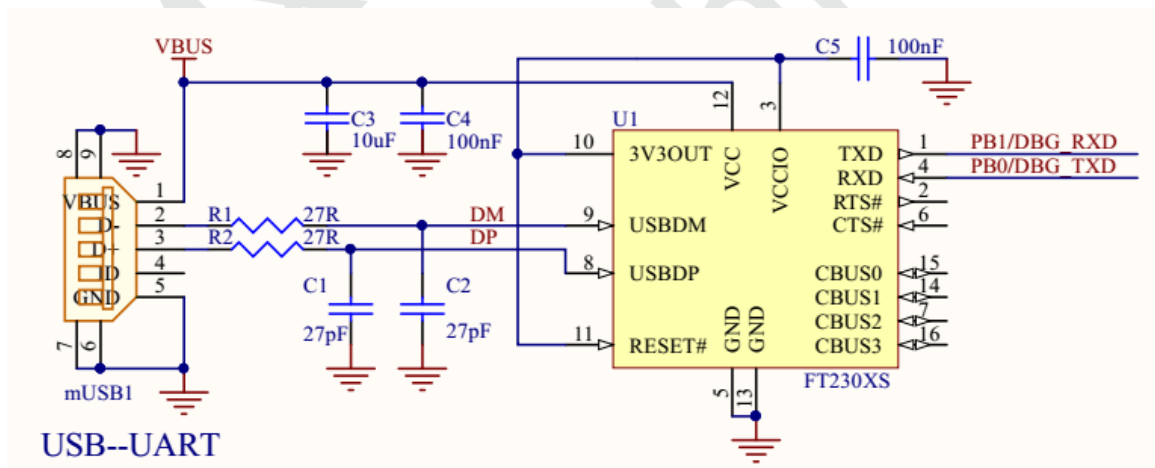 VBUS
C5 100nF
C3
10uF
C4
100nF
12
3
U1
8
9
10 3V3OUT
VCC
VCCIO
TXD 1 PB1/DBG_RXD
RXD 4 PB0/DBG_TXD
RTS# 2
CTS# 6
VBUS 1
D- 2
D+ 3
ID 4
GND 5
R1 27R
R2 27R
DM
DP
9 USBDM
8 USBDP
C1
27pF
C2
27pF
CBUS0 15
CBUS1 14
CBUS2 7
CBUS3 16
11 RESET#
GND
GND
7
6
5
13
mUSB1
FT230XS
USB--UART